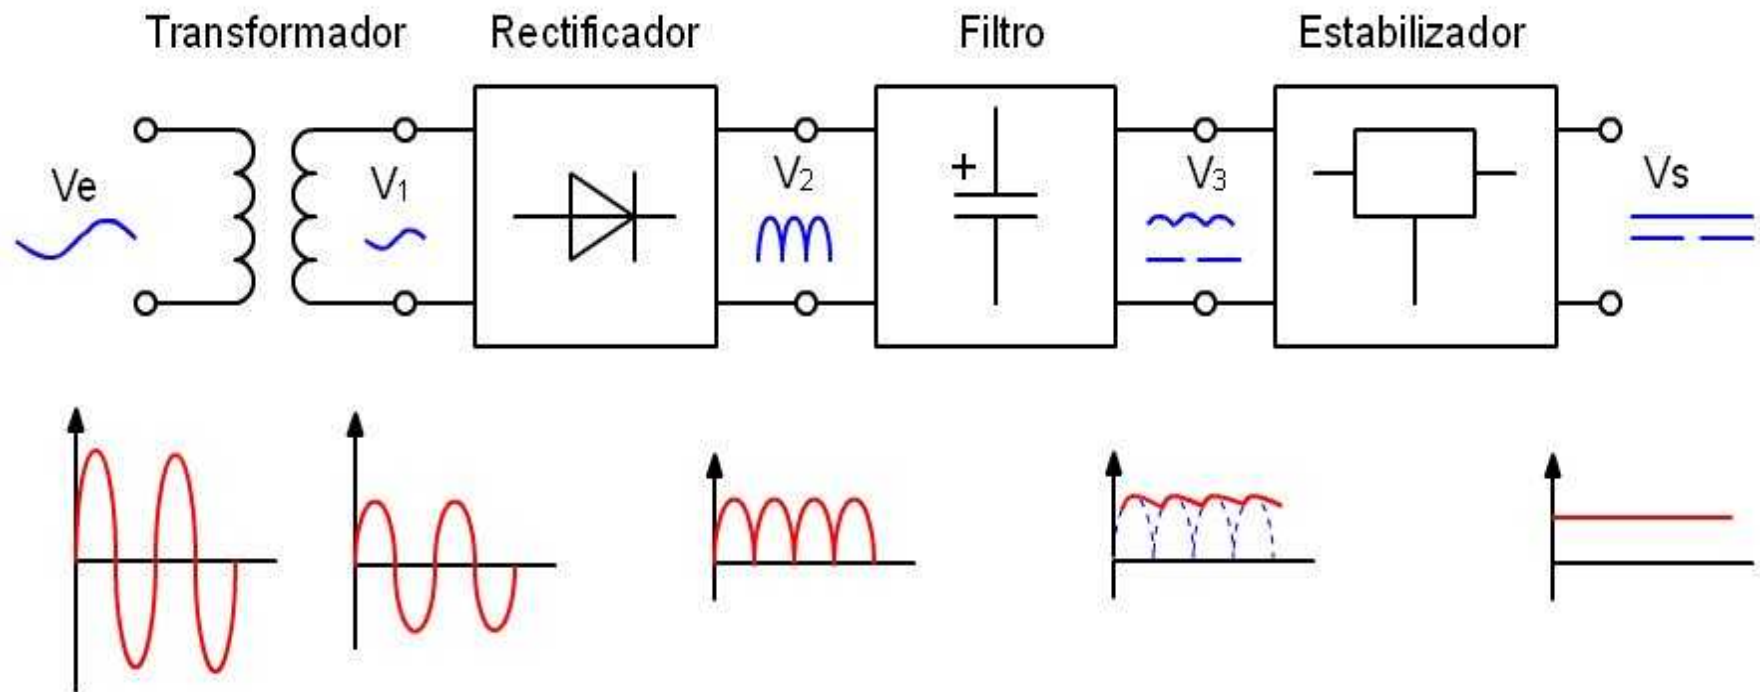 Transformador Rectificador Filtro Estabilizador
Ve V1 V2 + V3 Vs